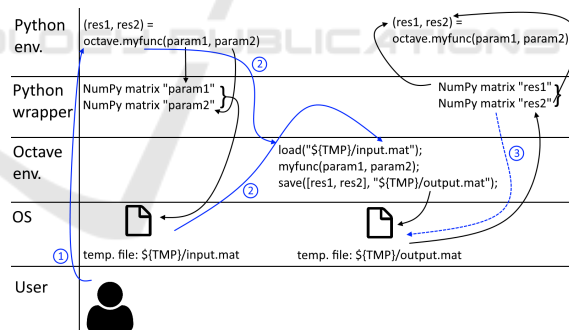 Python env.
(res1, res2) =
octave.myfunc(param1, param2)
(res1, res2) =
octave.myfunc(param1, param2)
2
Python wrapper
NumPy matrix "param1"
NumPy matrix "param2"
}
NumPy matrix "res1"
NumPy matrix "res2"
}
Octave env.
load("${TMP}/input.mat");
myfunc(param1, param2);
save([res1, res2], "${TMP}/output.mat");
2
3
OS
1
temp. file: ${TMP}/input.mat
temp. file: ${TMP}/output.mat
User